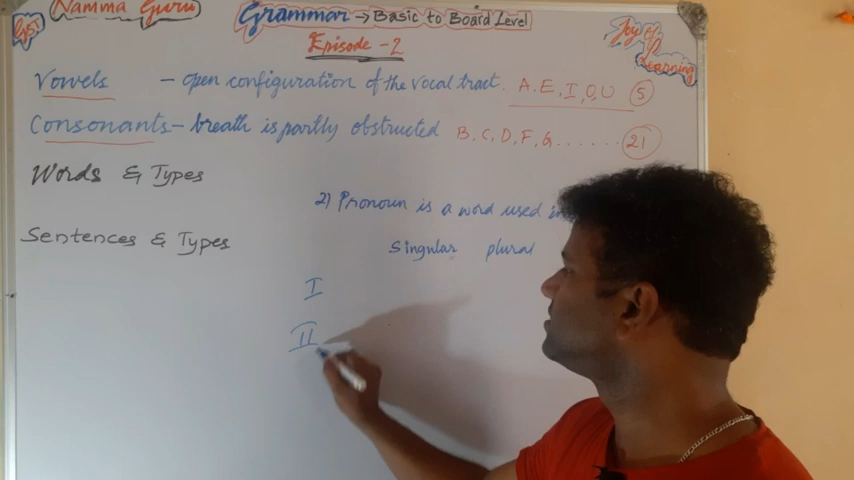 Namma Guru
GST
Grammar → Basic to Board Level
Joy of Learning
Episode - 2
Vowels - open configuration of the vocal tract. A, E, I, O, U 5
Consonants - breath is partly obstructed B, C, D, F, G....... 21
Words & Types
2) Pronoun is a word used in
Sentences & Types
Singular plural
I
II